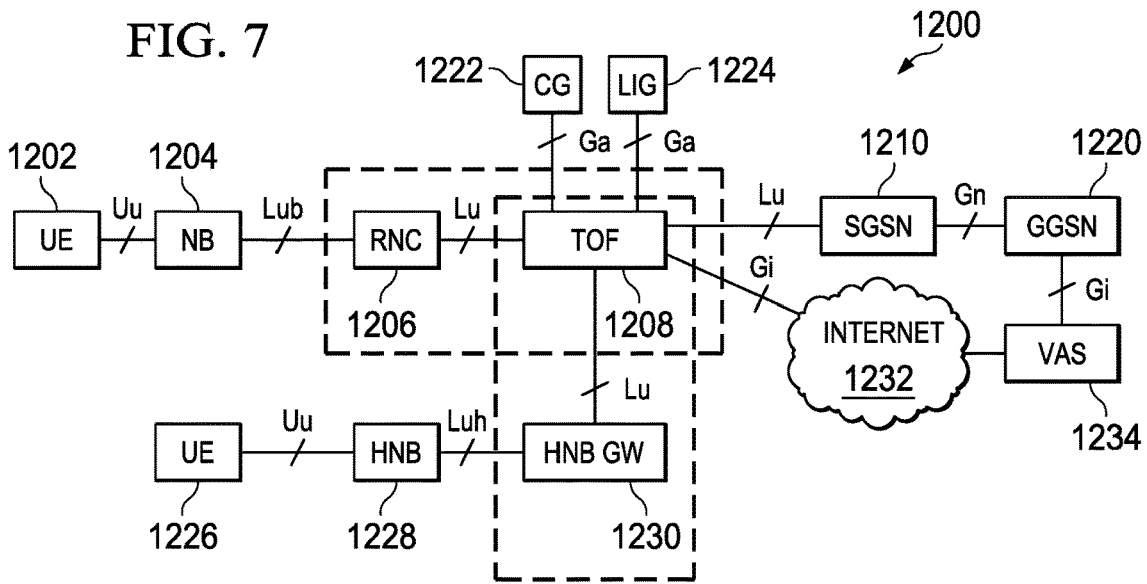 FIG. 7
1200
1222
CG
LIG
1224
Ga
Ga
1202
1204
1210
1220
UE
Uu
NB
Lub
RNC
Lu
TOF
Lu
SGSN
Gn
GGSN
1206
1208
Gi
Gi
INTERNET
1232
VAS
1234
Lu
UE
Uu
HNB
Luh
HNB GW
1226
1228
1230